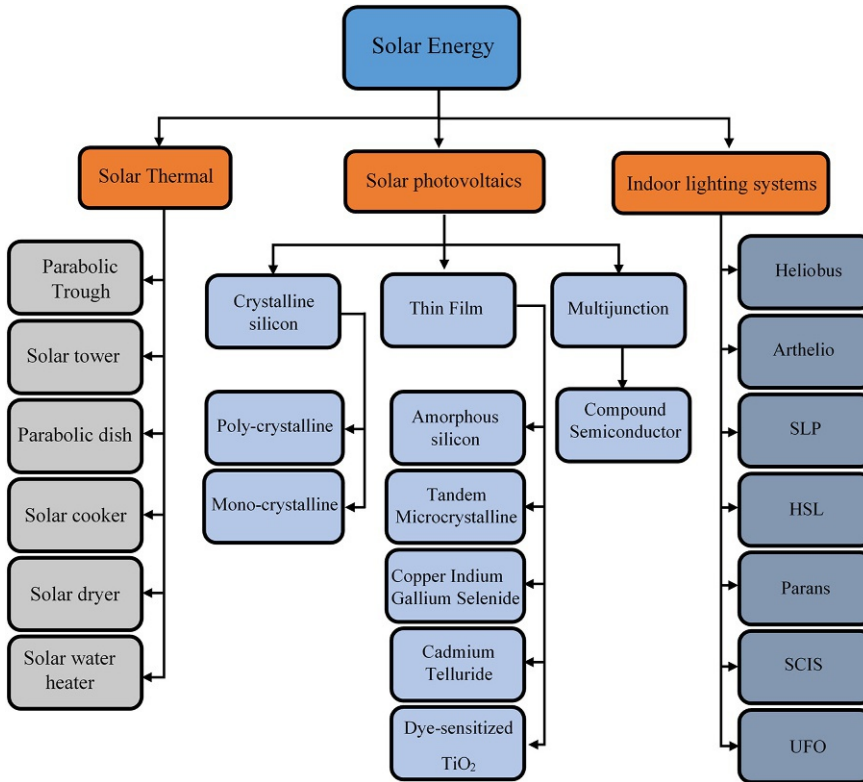 Solar Energy
Solar Thermal
Solar photovoltaics
Indoor lighting systems
Parabolic
Trough
Solar tower
Parabolic dish
Solar cooker
Solar dryer
Solar water
heater
Crystalline
silicon
Poly-crystalline
Mono-crystalline
Thin Film
Amorphous
silicon
Tandem
Microcrystalline
Copper Indium
Gallium Selenide
Cadmium
Telluride
Dye-sensitized
TiO₂
Multijunction
Compound
Semiconductor
Heliobus
Arthelio
SLP
HSL
Parans
SCIS
UFO